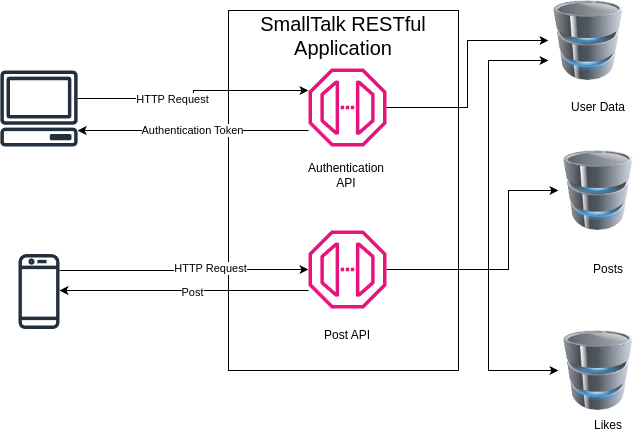 SmallTalk RESTful
Application
HTTP Request
Authentication Token
Authentication
API
User Data
HTTP Request
Post
Post API
Posts
Likes